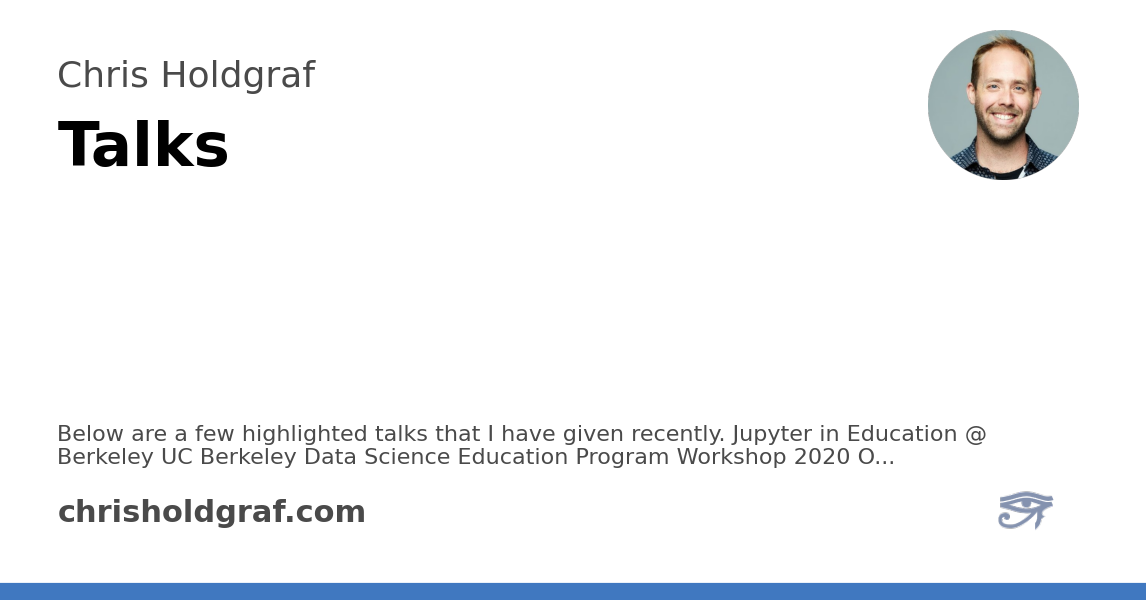 Chris Holdgraf
Talks
Below are a few highlighted talks that I have given recently. Jupyter in Education @
Berkeley UC Berkeley Data Science Education Program Workshop 2020 O...
chrisholdgraf.com